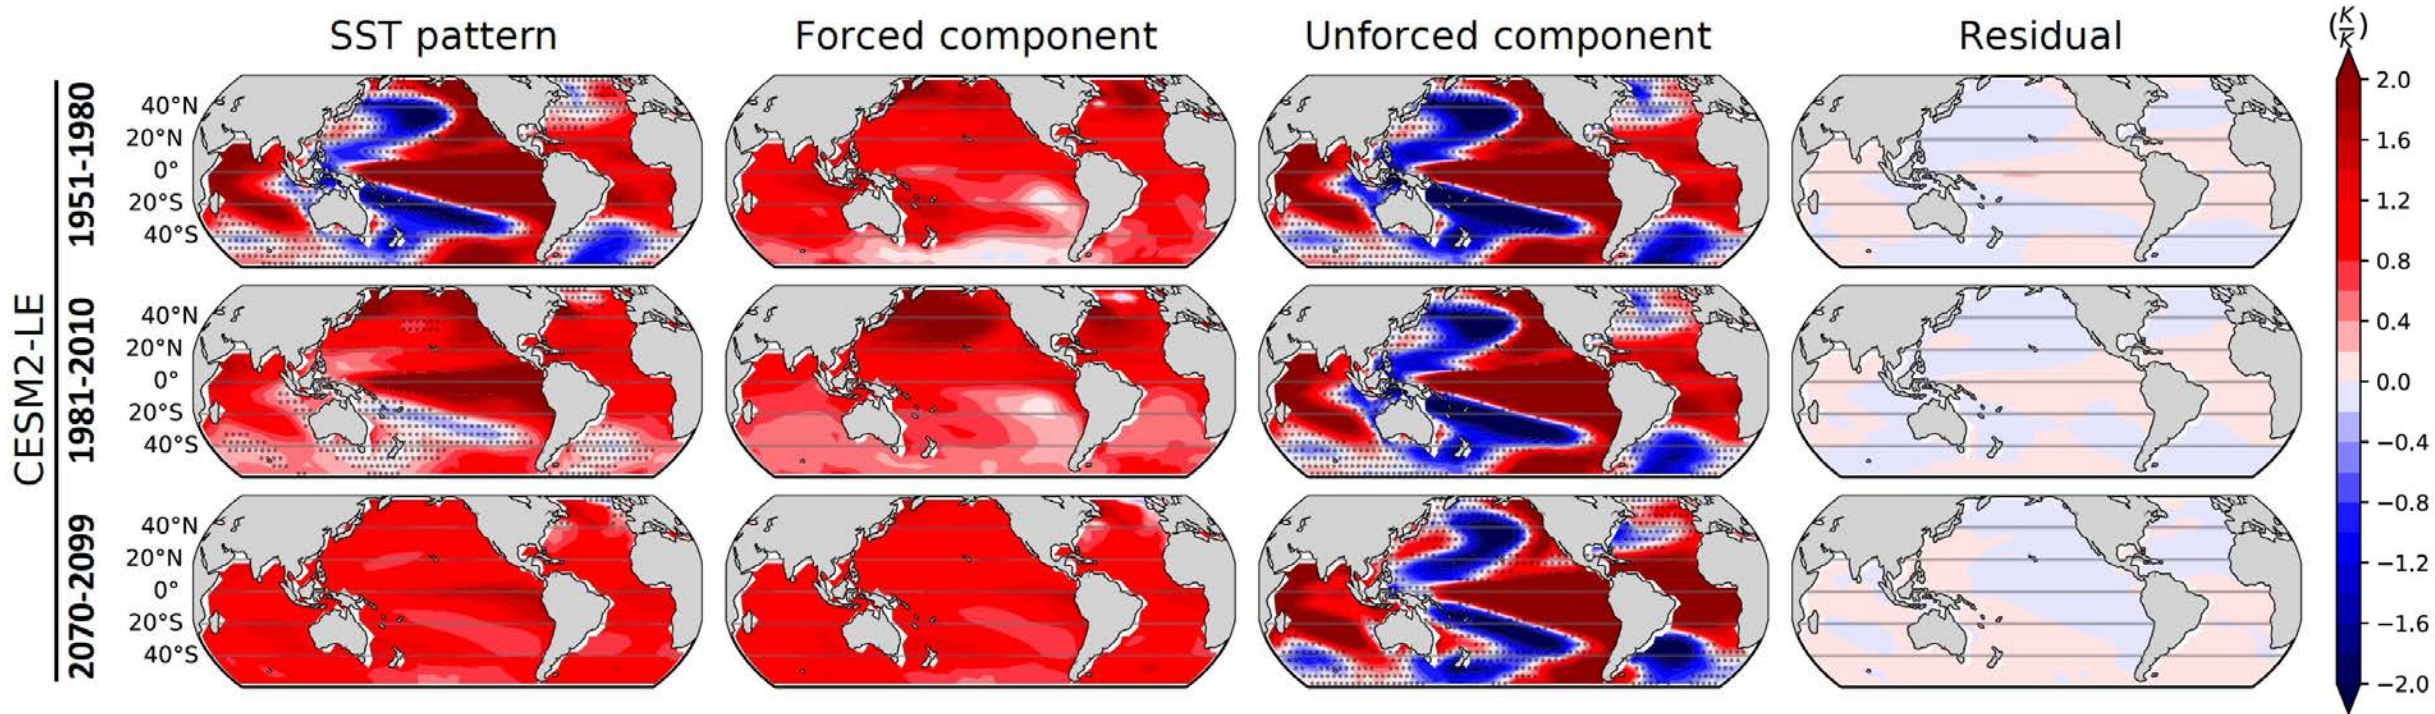 SST pattern Forced component Unforced component Residual (K/K)
CESM2-LE
1951-1980
40°N
20°N
0°
20°S
40°S
1981-2010
40°N
20°N
0°
20°S
40°S
2070-2099
40°N
20°N
0°
20°S
40°S
2.0
1.6
1.2
0.8
0.4
0.0
−0.4
−0.8
−1.2
−1.6
−2.0